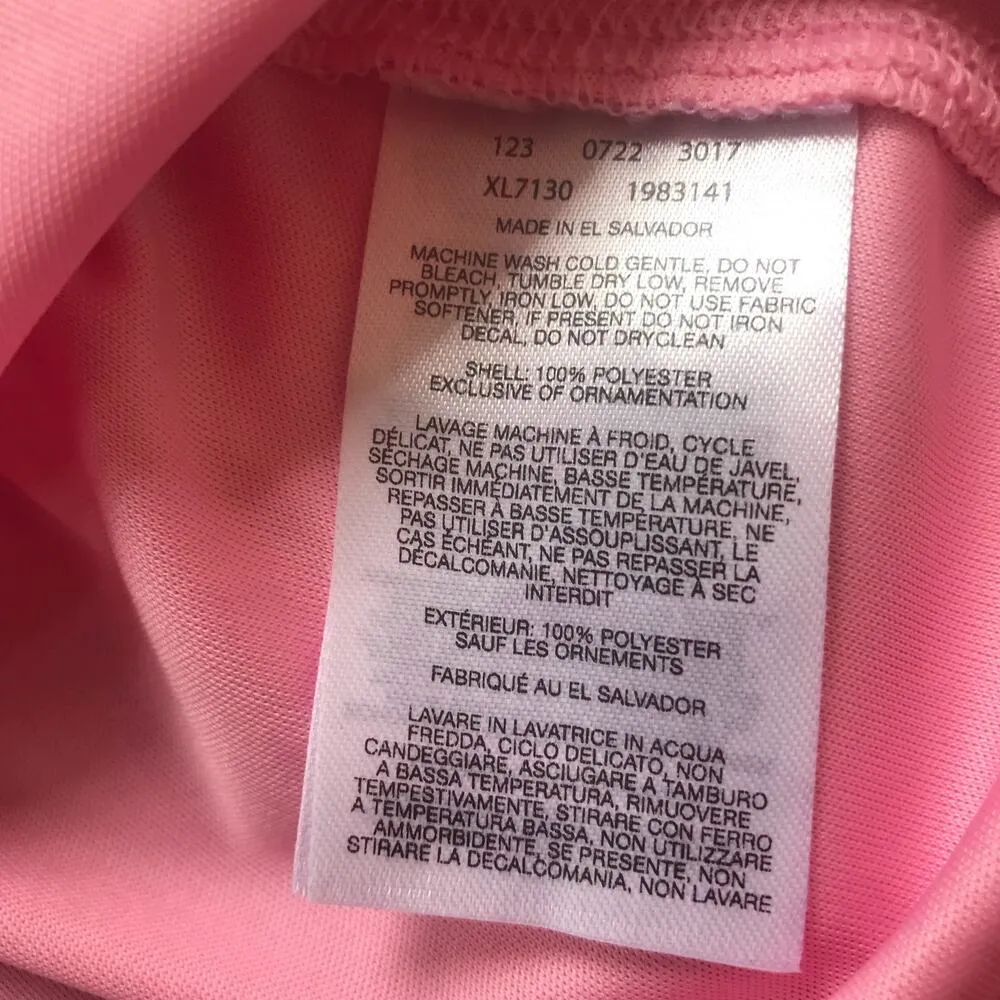 123 0722 3017
XL7130 1983141
MADE IN EL SALVADOR
MACHINE WASH COLD GENTLE, DO NOT
BLEACH, TUMBLE DRY LOW, REMOVE
PROMPTLY, IRON LOW, DO NOT USE FABRIC
SOFTENER, IF PRESENT DO NOT IRON
DECAL, DO NOT DRYCLEAN
SHELL: 100% POLYESTER
EXCLUSIVE OF ORNAMENTATION
LAVAGE MACHINE À FROID, CYCLE
DÉLICAT, NE PAS UTILISER D'EAU DE JAVEL,
SÉCHAGE MACHINE, BASSE TEMPÉRATURE,
SORTIR IMMÉDIATEMENT DE LA MACHINE,
REPASSER À BASSE TEMPÉRATURE, NE
PAS UTILISER D'ASSOUPLISSANT, LE
CAS ÉCHÉANT, NE PAS REPASSER LA
DÉCALCOMANIE, NETTOYAGE À SEC
INTERDIT
EXTÉRIEUR: 100% POLYESTER
SAUF LES ORNEMENTS
FABRIQUÉ AU EL SALVADOR
LAVARE IN LAVATRICE IN ACQUA
FREDDA, CICLO DELICATO, NON
CANDEGGIARE, ASCIUGARE A TAMBURO
A BASSA TEMPERATURA, RIMUOVERE
TEMPESTIVAMENTE, STIRARE CON FERRO
A TEMPERATURA BASSA, NON UTILIZZARE
AMMORBIDENTE, SE PRESENTE, NON
STIRARE LA DECALCOMANIA, NON LAVARE